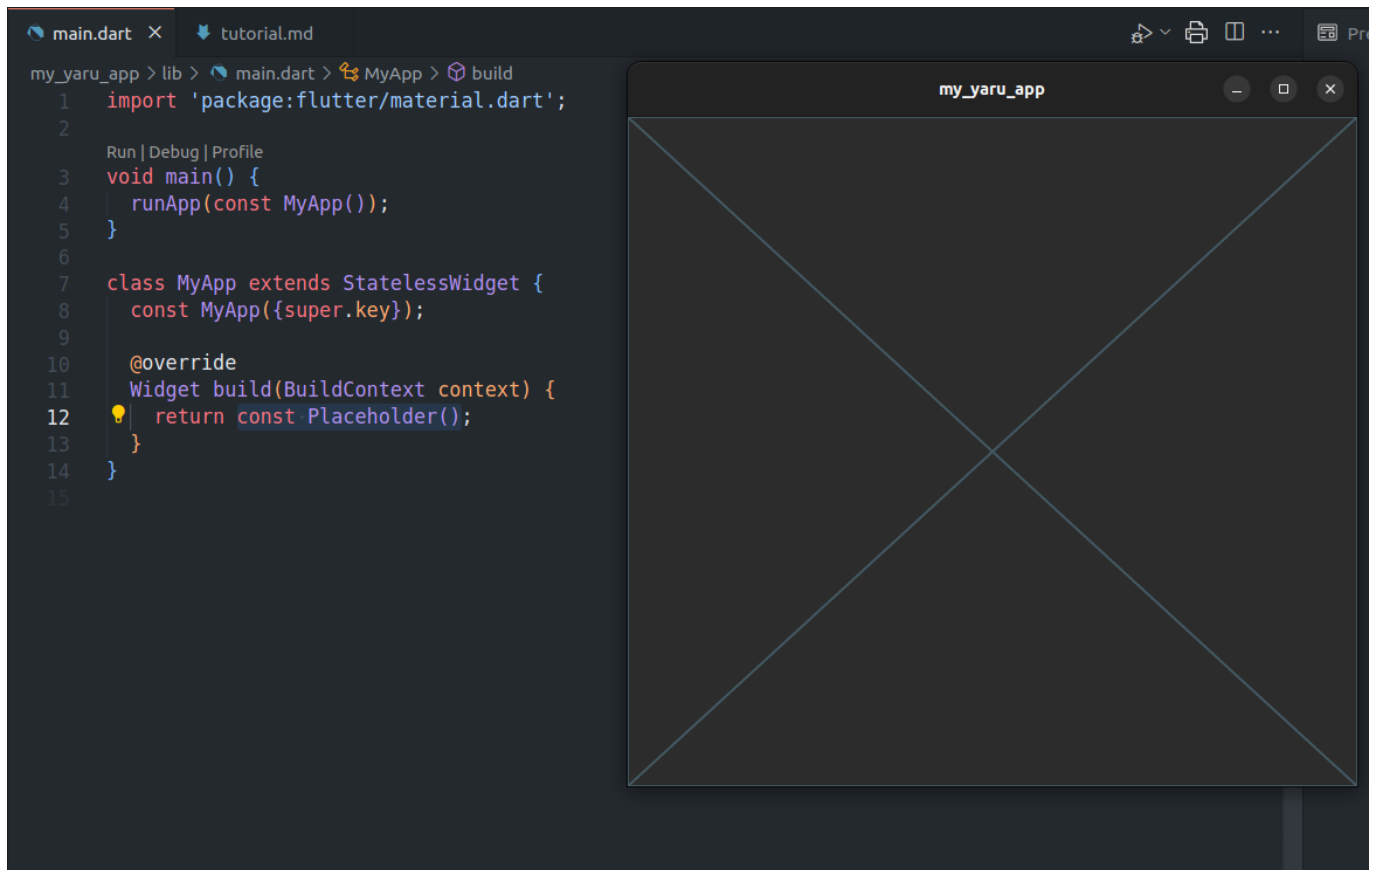 main.dart
tutorial.md
my_yaru_app > lib > main.dart > MyApp > build
1 import 'package:flutter/material.dart';
2
Run | Debug | Profile
3 void main() {
4 runApp(const MyApp());
5 }
6
7 class MyApp extends StatelessWidget {
8 const MyApp({super.key});
9
10 @override
11 Widget build(BuildContext context) {
12 return const Placeholder();
13 }
14 }
15
my_yaru_app